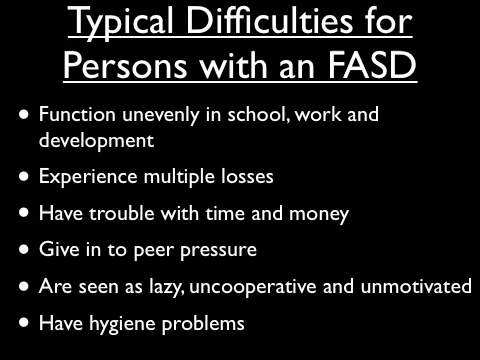 Typical Difficulties for
Persons with an FASD
• Function unevenly in school, work and
development
• Experience multiple losses
• Have trouble with time and money
• Give in to peer pressure
• Are seen as lazy, uncooperative and unmotivated
• Have hygiene problems